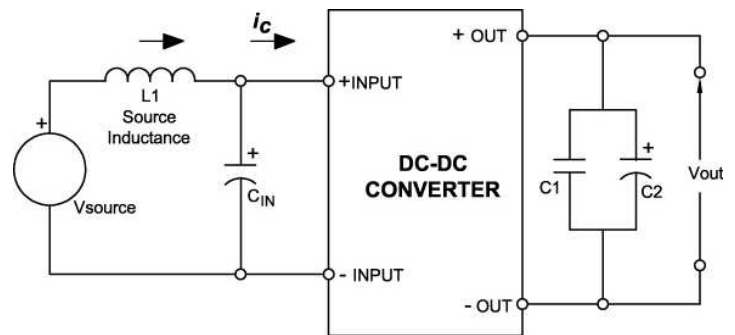 iC
+ OUT
L1
Source
Inductance
+INPUT
+
+
DC-DC
CONVERTER
+
Vsource
CIN
C1
C2
Vout
- INPUT
- OUT